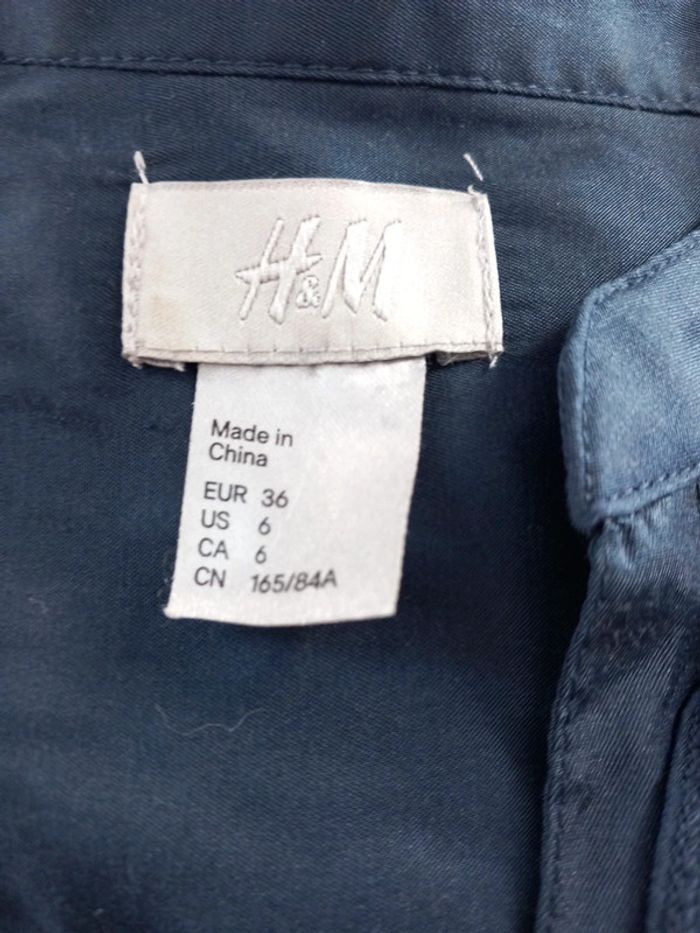 H&M
Made in
China
EUR 36
US 6
CA 6
CN 165/84A